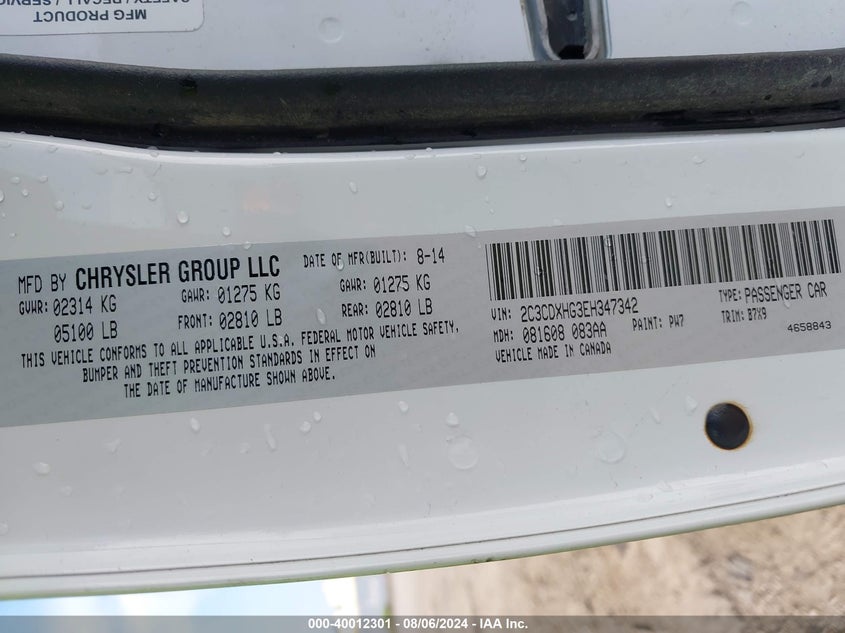 MFG PRODUCT
SAFETY / RECALL / SERVICE
MFD BY CHRYSLER GROUP LLC
DATE OF MFR(BUILT): 8-14
GVWR: 02314 KG
GAWR: 01275 KG
GAWR: 01275 KG
05100 LB
FRONT: 02810 LB
REAR: 02810 LB
THIS VEHICLE CONFORMS TO ALL APPLICABLE U.S.A. FEDERAL MOTOR VEHICLE SAFETY,
BUMPER AND THEFT PREVENTION STANDARDS IN EFFECT ON
THE DATE OF MANUFACTURE SHOWN ABOVE.
VIN: 2C3CDXHG3EH347342
TYPE: PASSENGER CAR
MDH: 081608 083AA
PAINT: PW7
TRIM: B7X9
VEHICLE MADE IN CANADA
4658843
000-40012301 - 08/06/2024 - IAA Inc.